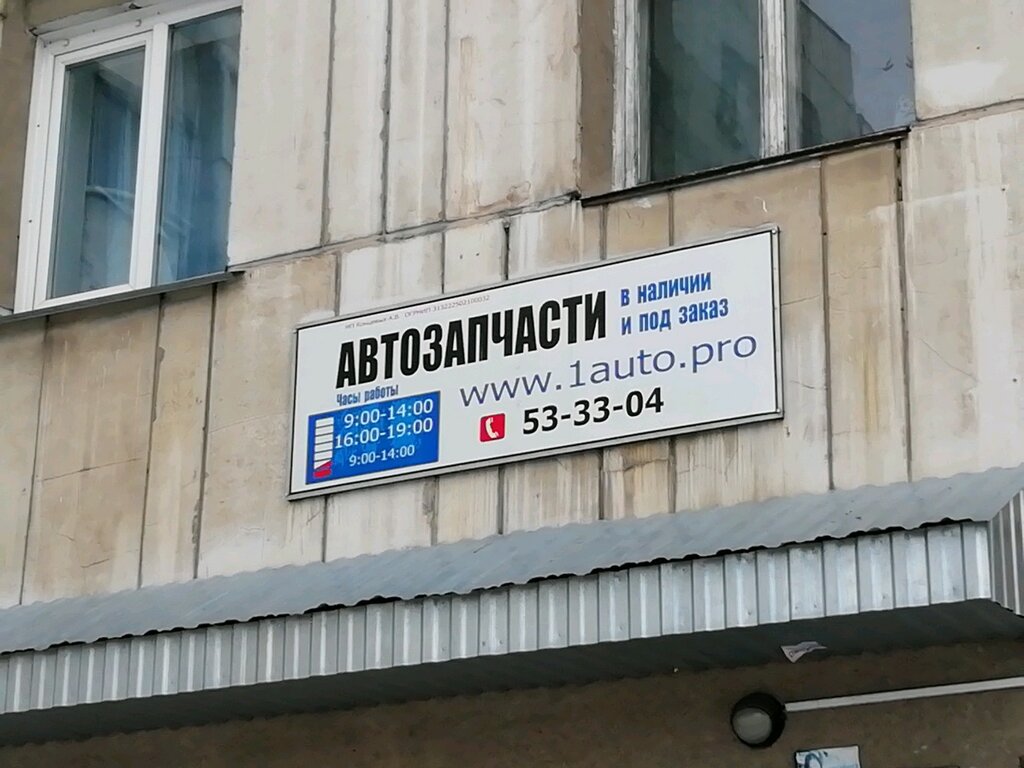 АВТОЗАПЧАСТИ
в наличии
и под заказ
www.1auto.pro
53-33-04
Часы работы
9:00-14:00
16:00-19:00
9:00-14:00